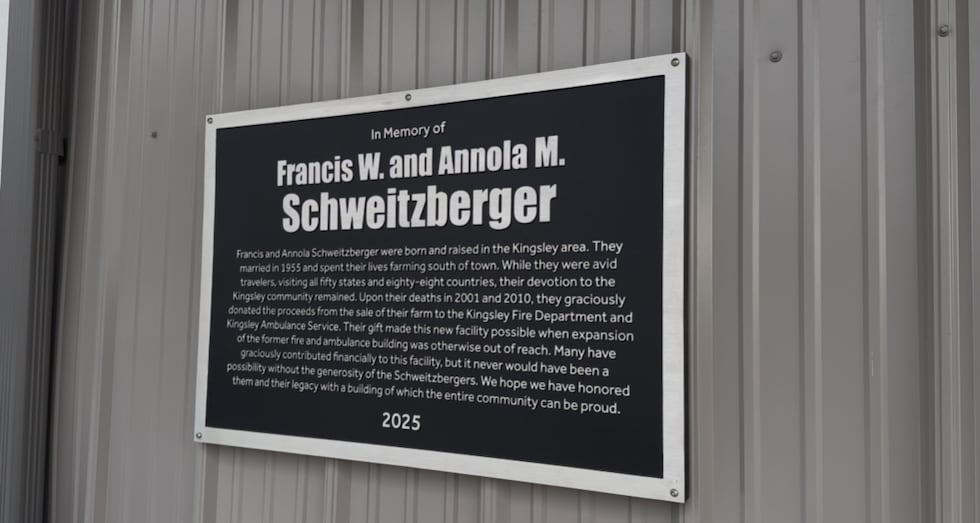 In Memory of
Francis W. and Annola M.
Schweitzberger
Francis and Annola Schweitzberger were born and raised in the Kingsley area. They
married in 1955 and spent their lives farming south of town. While they were avid
travelers, visiting all fifty states and eighty-eight countries, their devotion to the
Kingsley community remained. Upon their deaths in 2001 and 2010, they graciously
donated the proceeds from the sale of their farm to the Kingsley Fire Department and
Kingsley Ambulance Service. Their gift made this new facility possible when expansion
of the former fire and ambulance building was otherwise out of reach. Many have
graciously contributed financially to this facility, but it never would have been a
possibility without the generosity of the Schweitzbergers. We hope we have honored
them and their legacy with a building of which the entire community can be proud.
2025